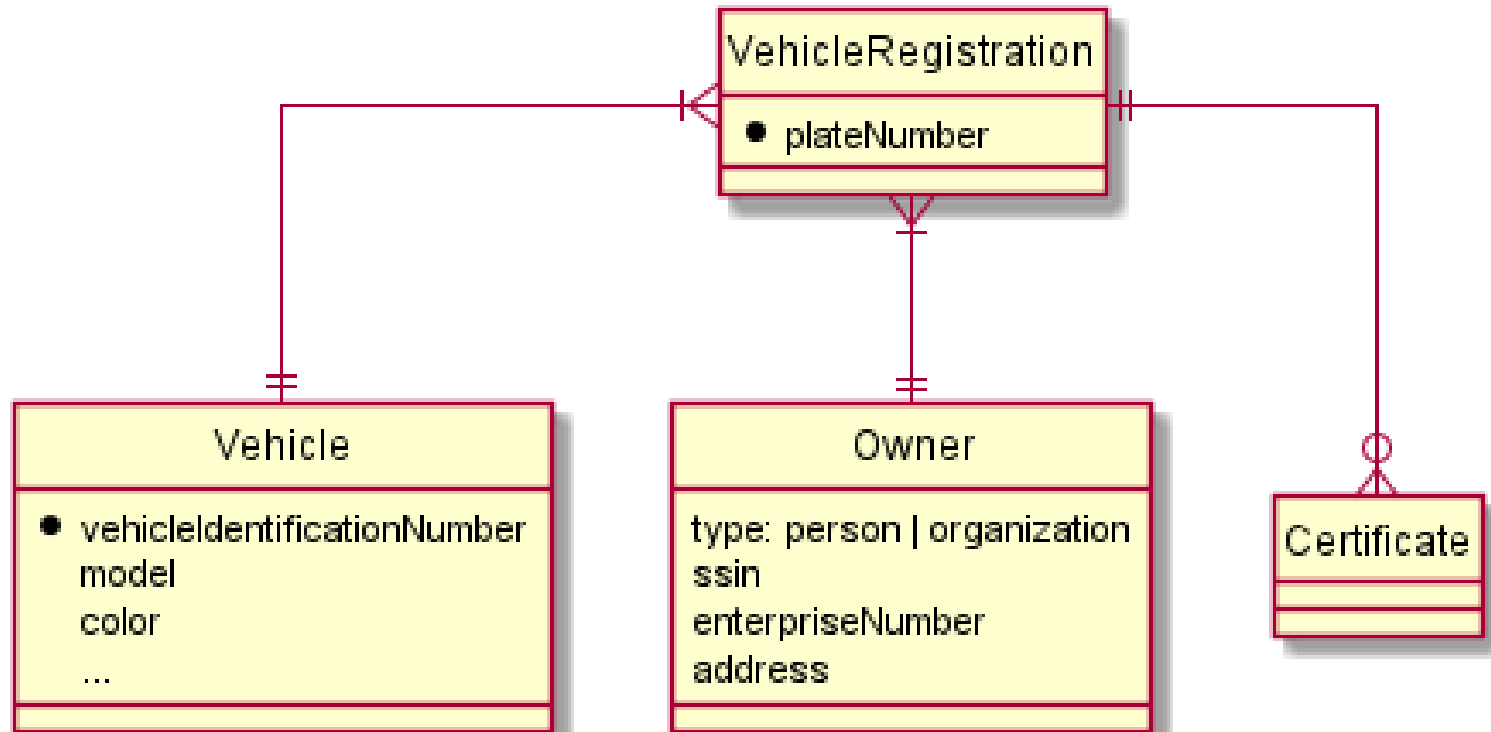 VehicleRegistration
● plateNumber
Vehicle
● vehicleIdentificationNumber
model
color
...
Owner
type: person | organization
ssin
enterpriseNumber
address
Certificate